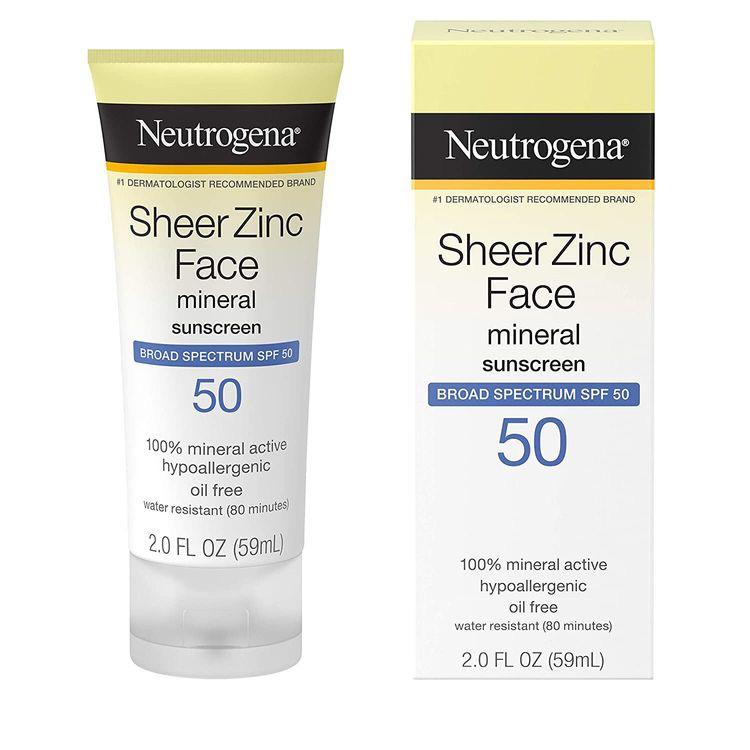 Neutrogena®
#1 DERMATOLOGIST RECOMMENDED BRAND
Sheer Zinc
Face
mineral
sunscreen
BROAD SPECTRUM SPF 50
50
100% mineral active
hypoallergenic
oil free
water resistant (80 minutes)
2.0 FL OZ (59mL)
Neutrogena®
Neutrogena®
#1 DERMATOLOGIST RECOMMENDED BRAND
Sheer Zinc
Face
mineral
sunscreen
BROAD SPECTRUM SPF 50
50
100% mineral active
hypoallergenic
oil free
water resistant (80 minutes)
2.0 FL OZ (59mL)